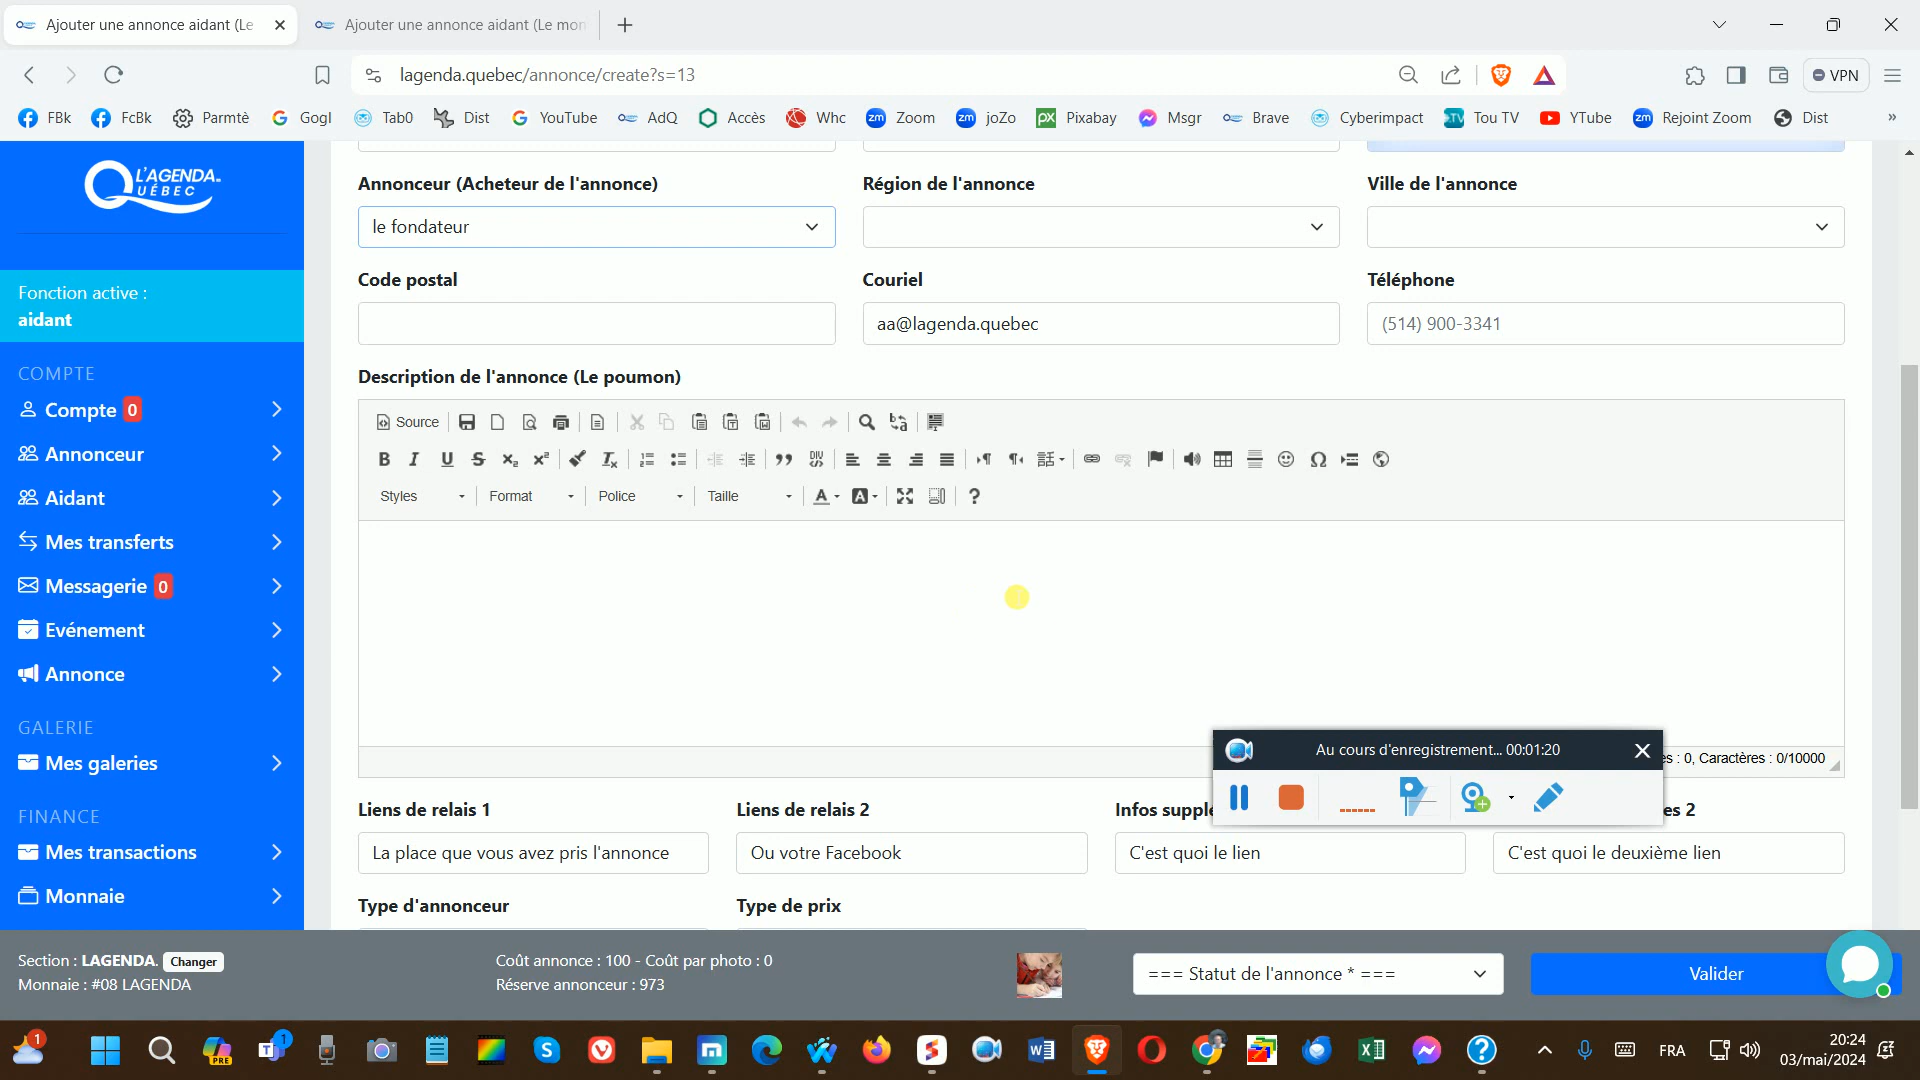 Ajouter une annonce aidant (Le
Ajouter une annonce aidant (Le mon
lagenda.quebec/annonce/create?s=13
VPN
FBk
FcBk
Parmtè
Gogl
Tab0
Dist
YouTube
AdQ
Accès
Whc
Zoom
joZo
Pixabay
Msgr
Brave
Cyberimpact
Tou TV
YTube
Rejoint Zoom
Dist
»
L'AGENDA.
UÉBEC
Fonction active :
aidant
COMPTE
Compte 0
Annonceur
Aidant
Mes transferts
Messagerie 0
Evénement
Annonce
GALERIE
Mes galeries
FINANCE
Mes transactions
Monnaie
Annonceur (Acheteur de l'annonce)
Région de l'annonce
Ville de l'annonce
le fondateur
Code postal
Couriel
Téléphone
aa@lagenda.quebec
(514) 900-3341
Description de l'annonce (Le poumon)
Source
Styles
Format
Police
Taille
Au cours d'enregistrement... 00:01:20
es : 0, Caractères : 0/10000
Liens de relais 1
Liens de relais 2
Infos supplé
es 2
La place que vous avez pris l'annonce
Ou votre Facebook
C'est quoi le lien
C'est quoi le deuxième lien
Type d'annonceur
Type de prix
Section : LAGENDA. Changer
Monnaie : #08 LAGENDA
Coût annonce : 100 - Coût par photo : 0
Réserve annonceur : 973
=== Statut de l'annonce * ===
Valider
1
PRE
1
FRA
20:24
03/mai/2024